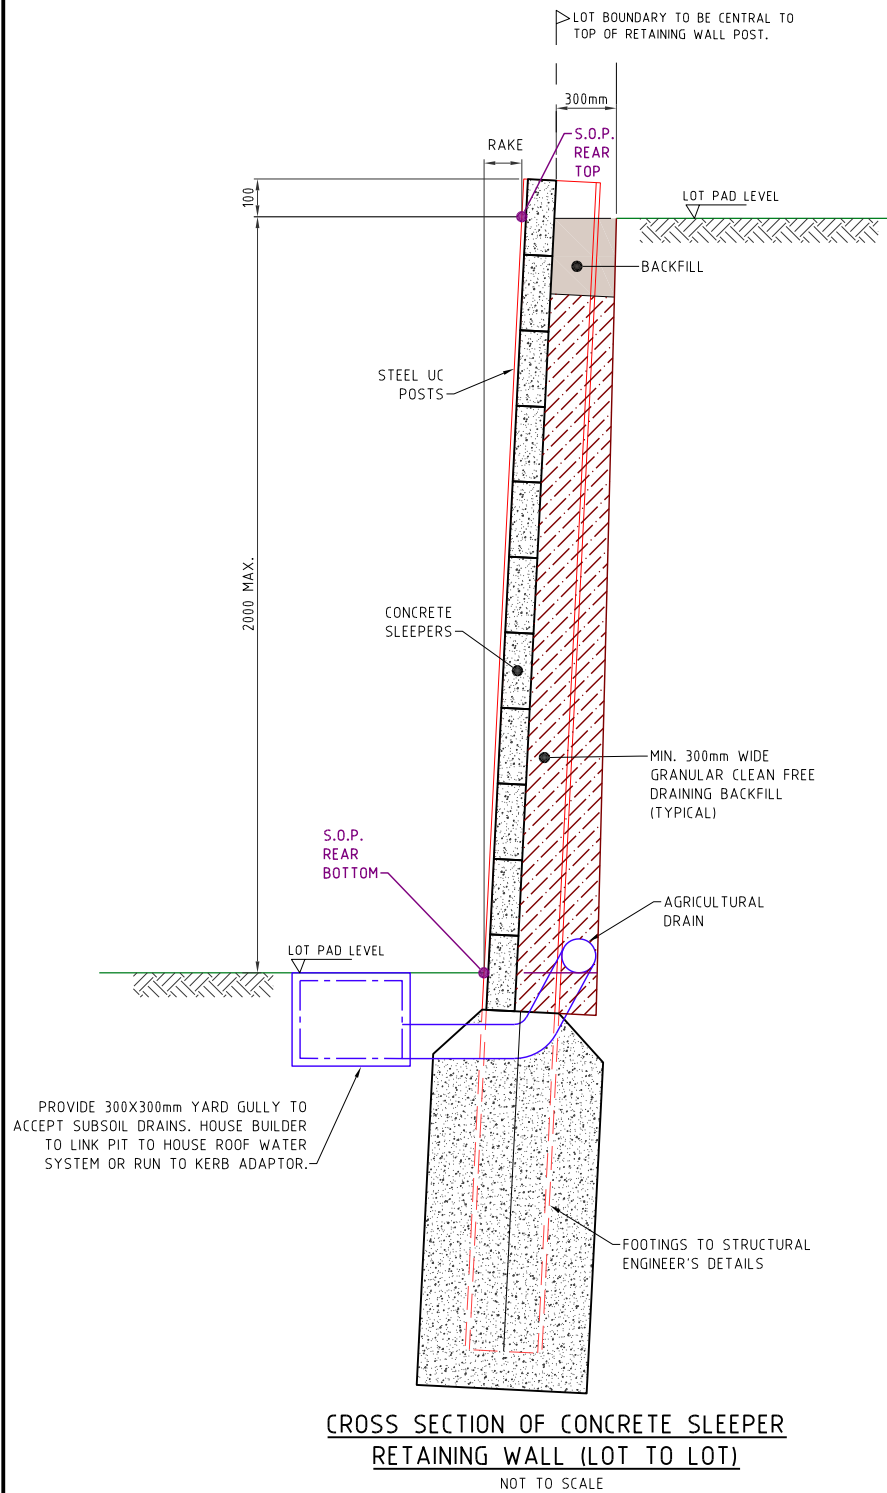 LOT BOUNDARY TO BE CENTRAL TO
TOP OF RETAINING WALL POST.
300mm
S.O.P.
REAR
TOP
RAKE
100
LOT PAD LEVEL
BACKFILL
STEEL UC
POSTS
2000 MAX.
CONCRETE
SLEEPERS
MIN. 300mm WIDE
GRANULAR CLEAN FREE
DRAINING BACKFILL
(TYPICAL)
S.O.P.
REAR
BOTTOM
AGRICULTURAL
DRAIN
LOT PAD LEVEL
PROVIDE 300X300mm YARD GULLY TO
ACCEPT SUBSOIL DRAINS. HOUSE BUILDER
TO LINK PIT TO HOUSE ROOF WATER
SYSTEM OR RUN TO KERB ADAPTOR.
FOOTINGS TO STRUCTURAL
ENGINEER'S DETAILS
CROSS SECTION OF CONCRETE SLEEPER
RETAINING WALL (LOT TO LOT)
NOT TO SCALE